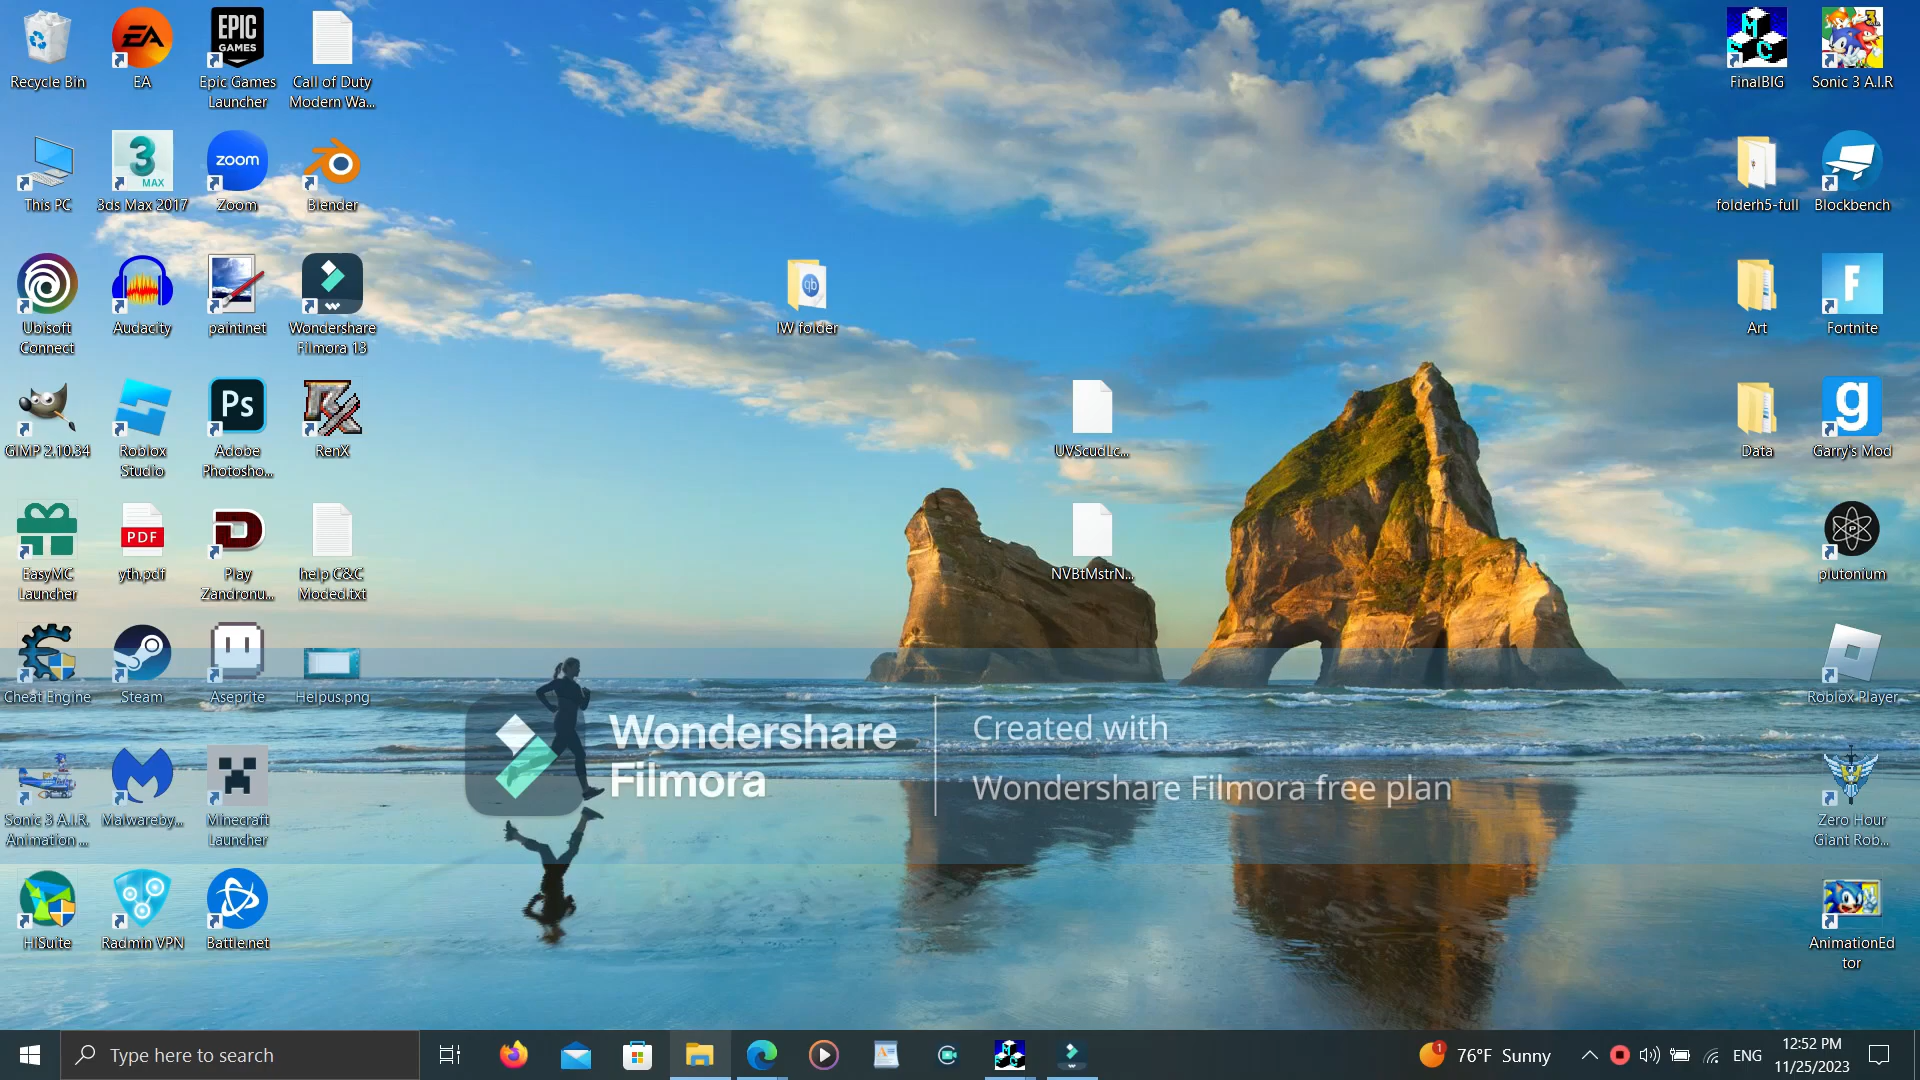 Recycle Bin
EA
EPIC
GAMES
Epic Games
Launcher
Call of Duty
Modern Wa...
This PC
3
MAX
3ds Max 2017
zoom
Zoom
Blender
Ubisoft
Connect
Audacity
paint.net
Wondershare
Filmora 13
GIMP 2.10.34
Roblox
Studio
Ps
Adobe
Photosho...
RenX
EasyMC
Launcher
PDF
yth.pdf
Play
Zandronu...
help C&C
Moded.txt
Cheat Engine
Steam
Aseprite
Helpus.png
Sonic 3 A.I.R.
Animation ...
Malwareby...
Minecraft
Launcher
HiSuite
Radmin VPN
Battle.net
qb
IW folder
UVScudLc...
NVBtMstrN...
Wondershare
Filmora
Created with
Wondershare Filmora free plan
M
S C
FinalBIG
3
Sonic 3 A.I.R
folderh5-full
Blockbench
Art
F
Fortnite
Data
g
Garry's Mod
P
plutonium
Roblox Player
Zero Hour
Giant Rob...
AnimationEd
tor
Type here to search
1
76°F Sunny
ENG
12:52 PM
11/25/2023